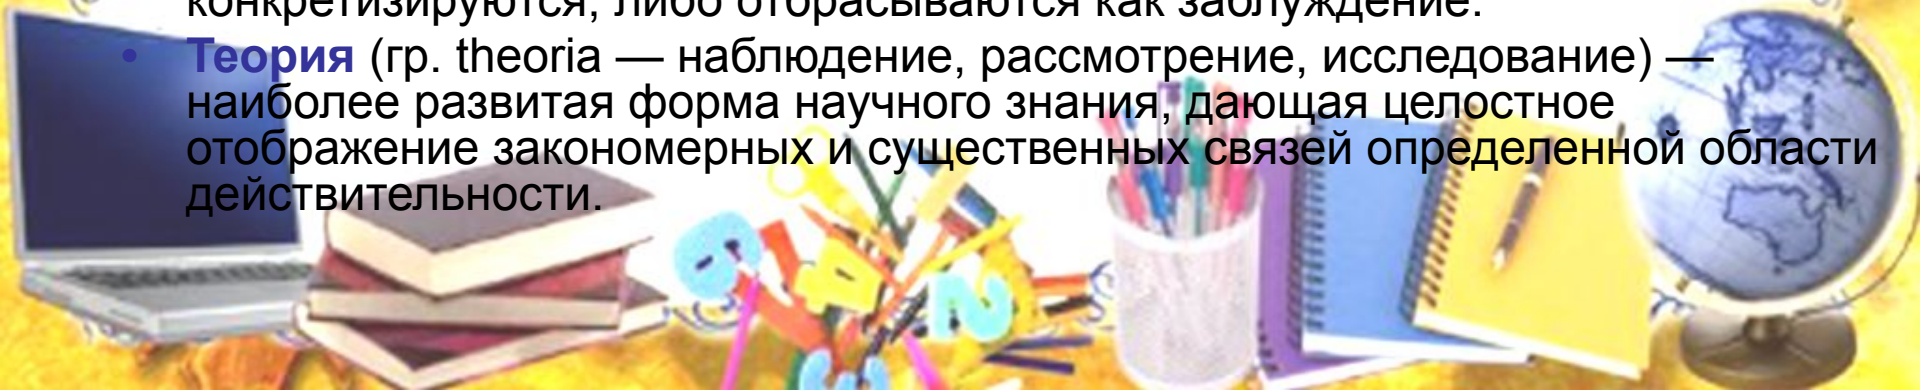 конкретизируются, либо отбрасываются как заблуждение.
• Теория (гр. theoria — наблюдение, рассмотрение, исследование) —
наиболее развитая форма научного знания, дающая целостное
отображение закономерных и существенных связей определенной области
действительности.